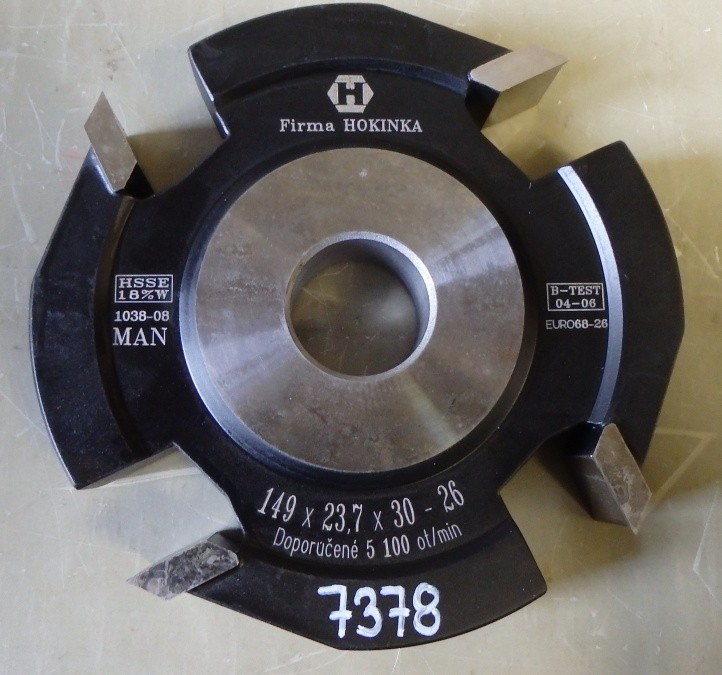 H
Firma HOKINKA
HSSE
18%W
1038-08
MAN
B-TEST
04-06
EURO68-26
149 x 23,7 x 30 - 26
Doporúčené 5 100 ot/min
7378